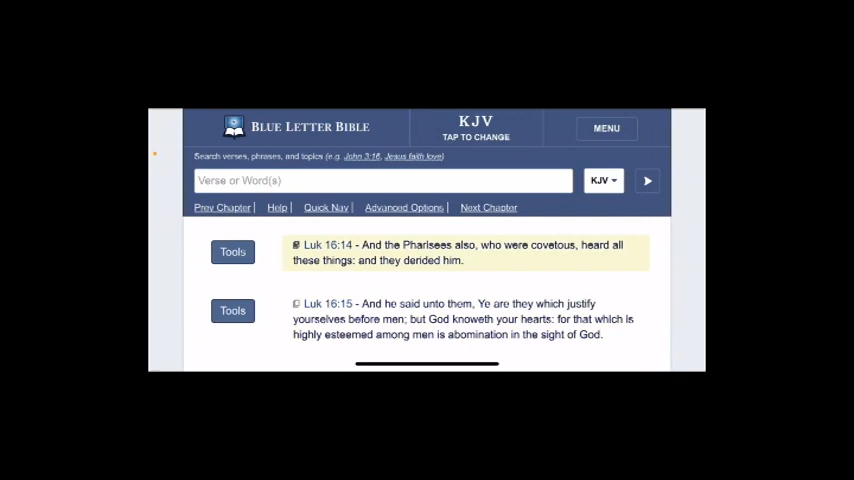 BLUE LETTER BIBLE
KJV
TAP TO CHANGE
MENU
Search verses, phrases, and topics (e.g. John 3:16, Jesus faith love)
Verse or Word(s)
KJV
Prev Chapter | Help | Quick Nav | Advanced Options | Next Chapter
Tools
Luk 16:14 - And the Pharisees also, who were covetous, heard all
these things: and they derided him.
Tools
Luk 16:15 - And he said unto them, Ye are they which justify
yourselves before men; but God knoweth your hearts: for that which is
highly esteemed among men is abomination in the sight of God.